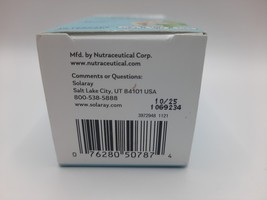 Mfd. by Nutraceutical Corp.
www.nutraceutical.com
Comments or Questions:
Solaray
Salt Lake City, UT 84101 USA
800-538-5888
www.solaray.com
10/25
1069234
0 76280 50787 4